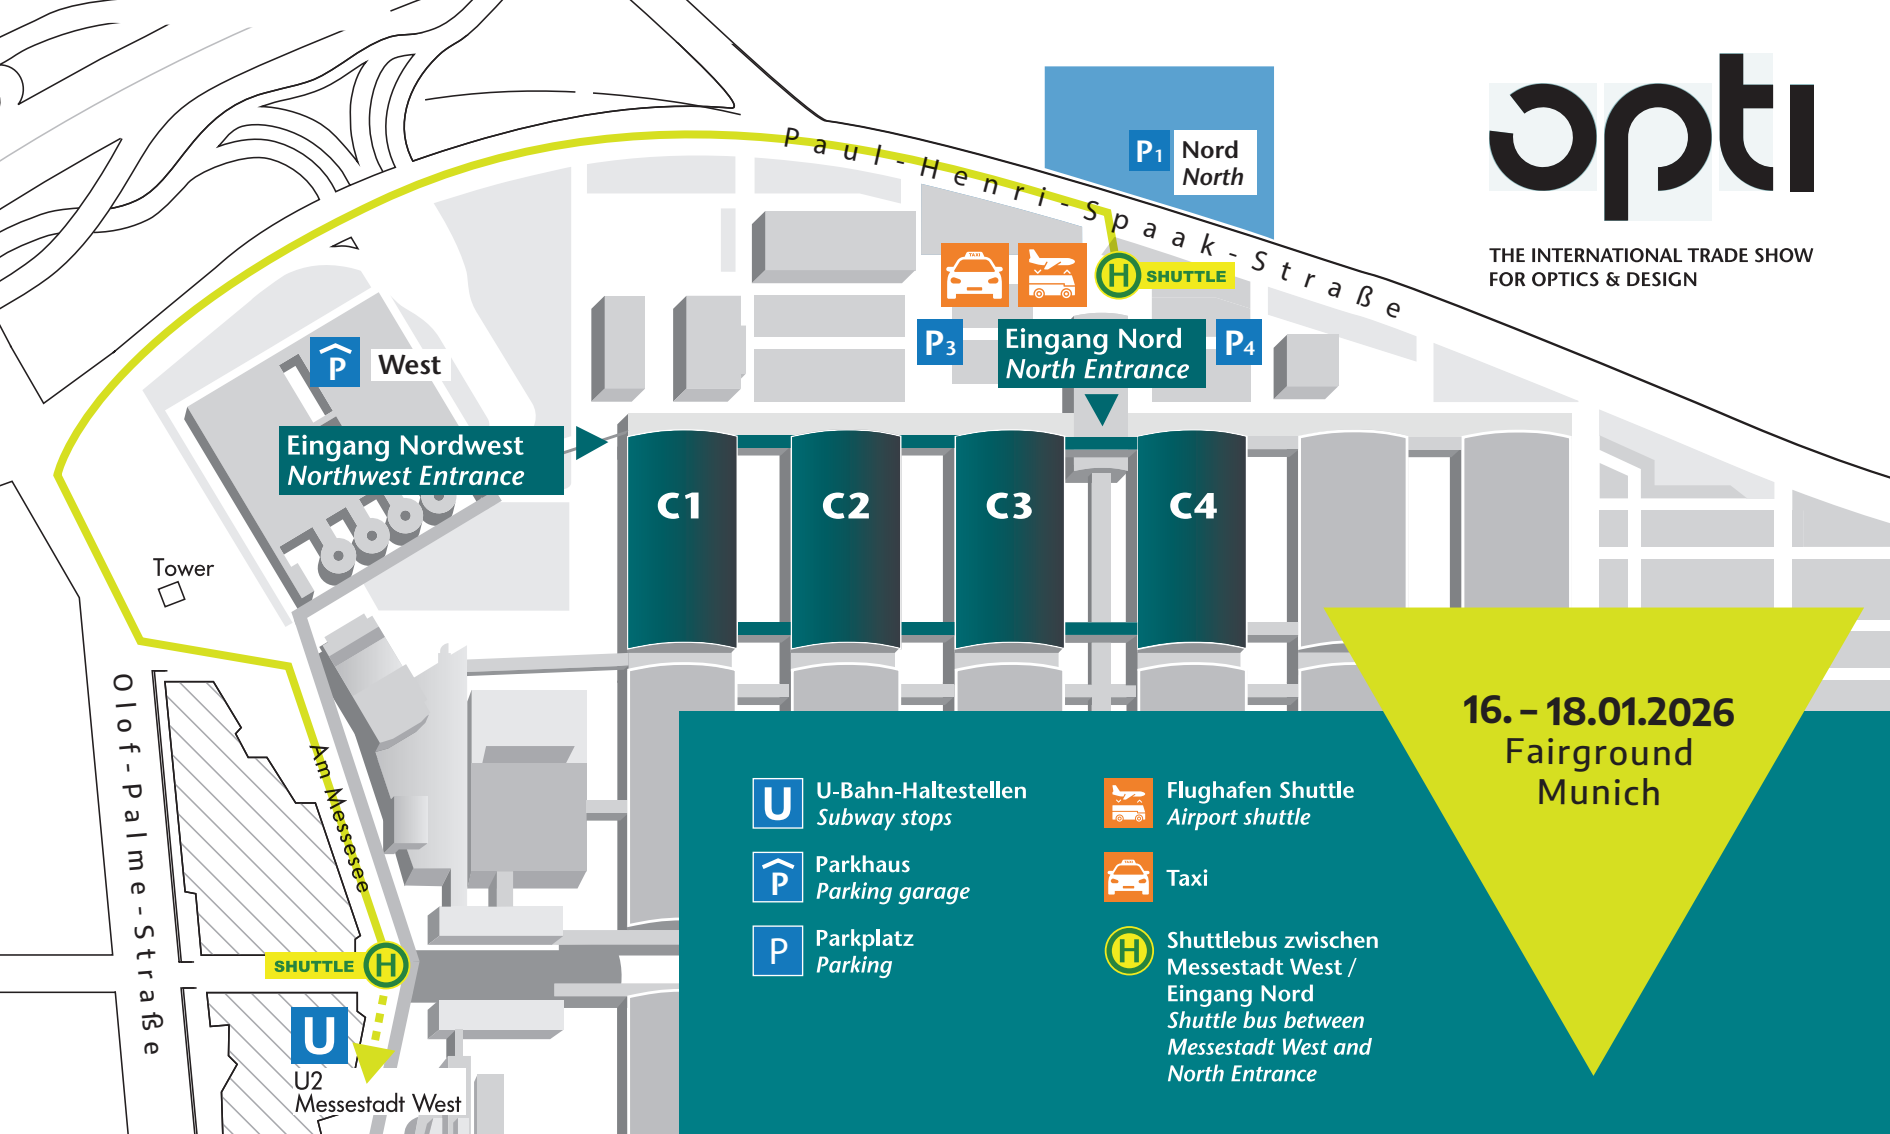 opti
THE INTERNATIONAL TRADE SHOW
FOR OPTICS & DESIGN
Paul-Henri-Spaak-Straße
P1
Nord
North
TAXI
H
SHUTTLE
P3
Eingang Nord
North Entrance
P4
P
West
Eingang Nordwest
Northwest Entrance
C1
C2
C3
C4
Tower
Olof-Palme-Straße
Am Messesee
SHUTTLE
H
U
U2
Messestadt West
16. – 18.01.2026
Fairground
Munich
U
U-Bahn-Haltestellen
Subway stops
P
Parkhaus
Parking garage
P
Parkplatz
Parking
Flughafen Shuttle
Airport shuttle
TAXI
Taxi
H
Shuttlebus zwischen
Messestadt West /
Eingang Nord
Shuttle bus between
Messestadt West and
North Entrance